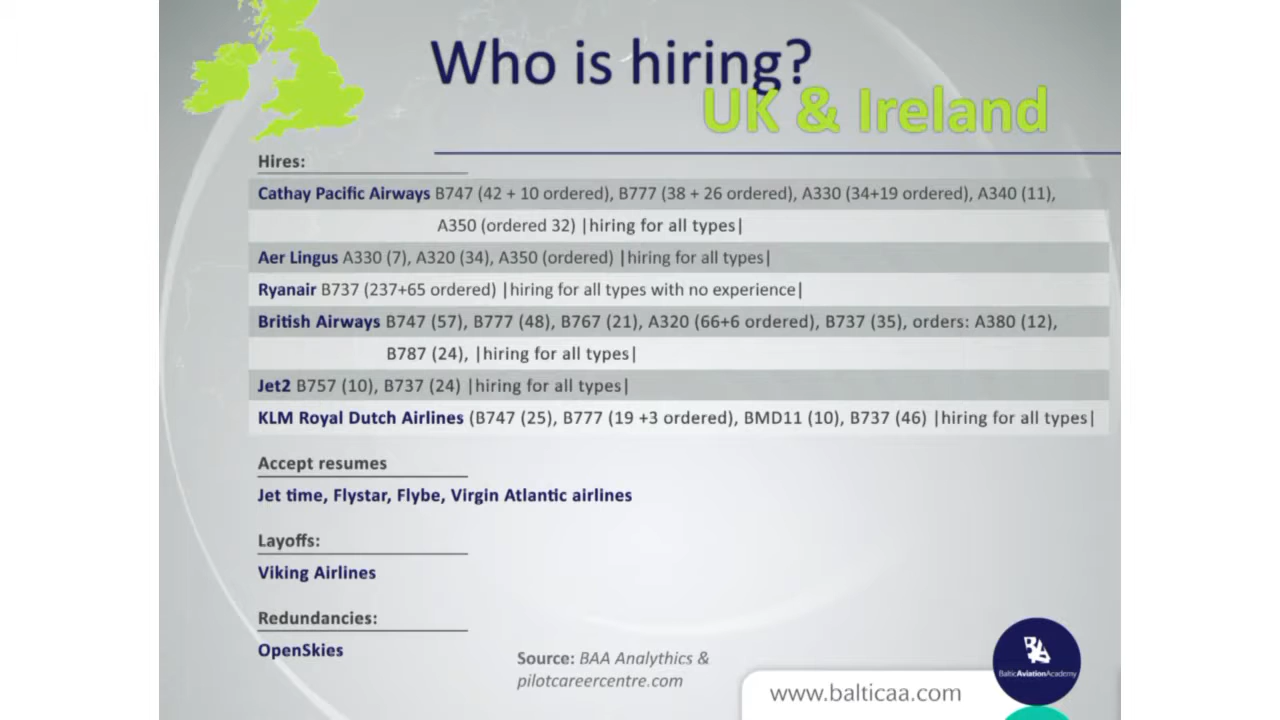 Who is hiring?
UK & Ireland
Hires:
Cathay Pacific Airways B747 (42 + 10 ordered), B777 (38 + 26 ordered), A330 (34+19 ordered), A340 (11),
A350 (ordered 32) |hiring for all types|
Aer Lingus A330 (7), A320 (34), A350 (ordered) |hiring for all types|
Ryanair B737 (237+65 ordered) |hiring for all types with no experience|
British Airways B747 (57), B777 (48), B767 (21), A320 (66+6 ordered), B737 (35), orders: A380 (12),
B787 (24), |hiring for all types|
Jet2 B757 (10), B737 (24) |hiring for all types|
KLM Royal Dutch Airlines (B747 (25), B777 (19 +3 ordered), BMD11 (10), B737 (46) |hiring for all types|
Accept resumes
Jet time, Flystar, Flybe, Virgin Atlantic airlines
Layoffs:
Viking Airlines
Redundancies:
OpenSkies
Source: BAA Analythics &
pilotcareercentre.com
BA
BalticAviationAcademy
www.balticaa.com